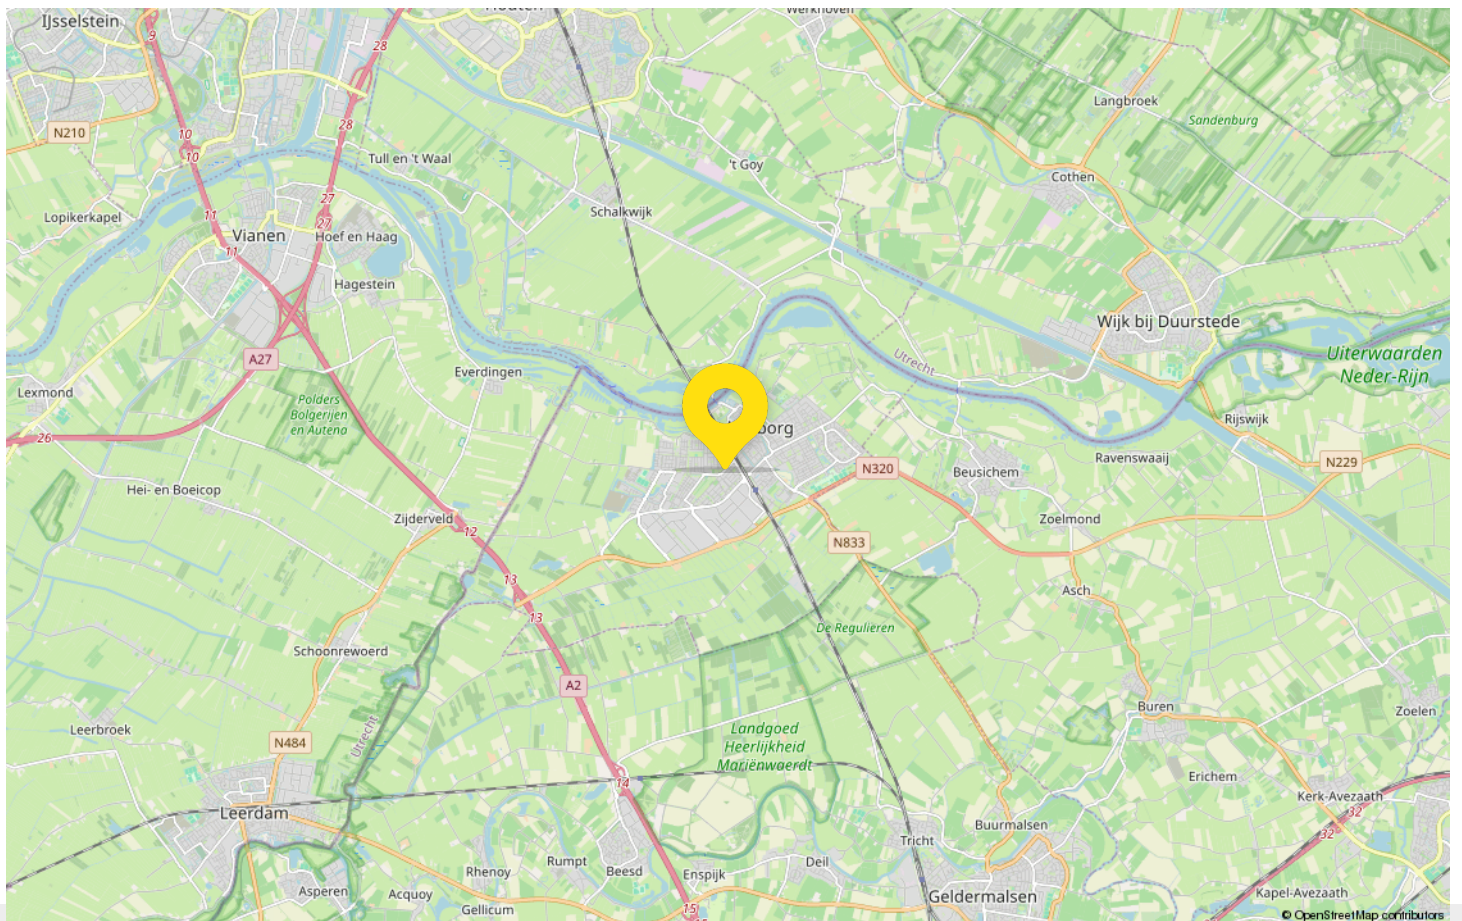 IJsselstein
9
28
Houten
Werkhoven
Langbroek
Sandenburg
N210
10
10
28
Tull en 't Waal
't Goy
Cothen
27
Lopikerkapel
11
27
Schalkwijk
Vianen
Hoef en Haag
11
Hagestein
Wijk bij Duurstede
Uiterwaarden
Neder-Rijn
A27
Utrecht
Everdingen
Lexmond
Polders
Bolgerijen
en Autena
Rijswijk
26
borg
N320
Beusichem
Ravenswaaij
N229
Hei- en Boeicop
Zijderveld
12
Zoelmond
N833
13
13
Asch
De Regulieren
Schoonrewoerd
A2
Utrecht
Leerbroek
N484
Landgoed
Heerlijkheid
Mariënwaerdt
Buren
Zoelen
14
Erichem
Kerk-Avezaath
32
32
Leerdam
Tricht
Buurmalsen
Rumpt
Deil
Rhenoy
Beesd
Enspijk
Asperen
Acquoy
Gellicum
15
Geldermalsen
Kapel-Avezaath
© OpenStreetMap contributors